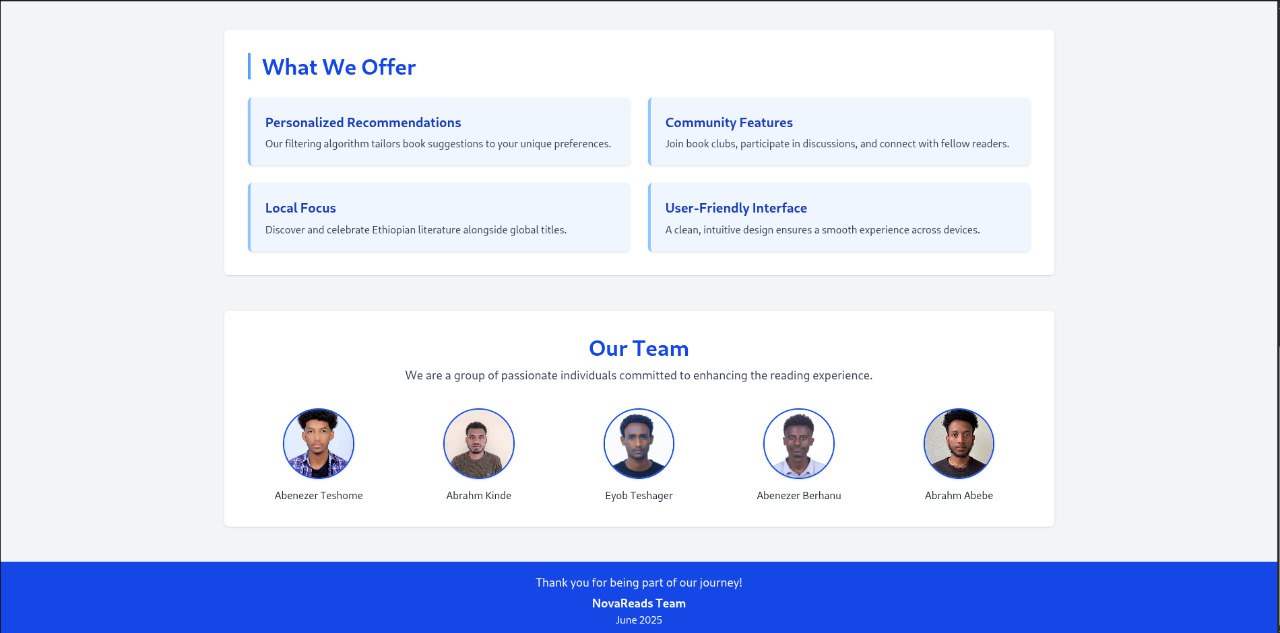 What We Offer
Personalized Recommendations
Our filtering algorithm tailors book suggestions to your unique preferences.
Community Features
Join book clubs, participate in discussions, and connect with fellow readers.
Local Focus
Discover and celebrate Ethiopian literature alongside global titles.
User-Friendly Interface
A clean, intuitive design ensures a smooth experience across devices.
Our Team
We are a group of passionate individuals committed to enhancing the reading experience.
Abenezer Teshome
Abrahm Kinde
Eyob Teshager
Abenezer Berhanu
Abrahm Abebe
Thank you for being part of our journey!
NovaReads Team
June 2025